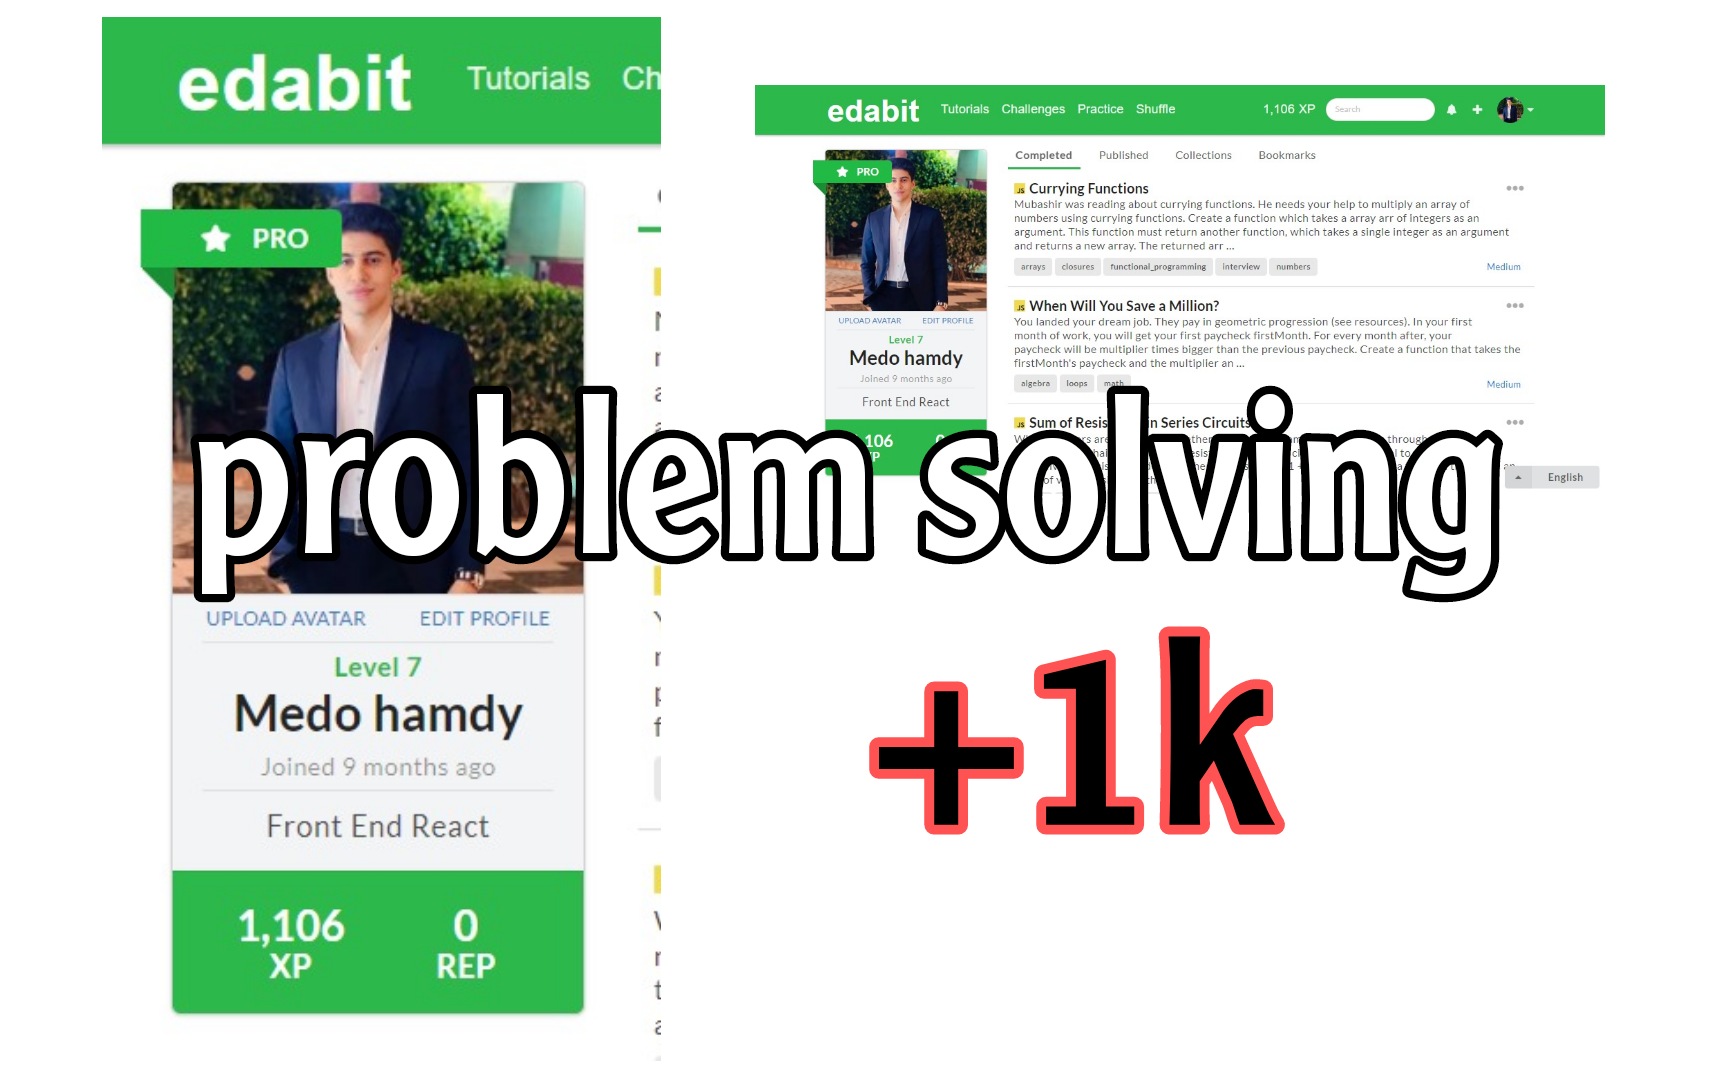 edabit Tutorials Ch
PRO
UPLOAD AVATAR EDIT PROFILE
Level 7
Medo hamdy
Joined 9 months ago
Front End React
1,106 0
XP REP
edabit Tutorials Challenges Practice Shuffle 1,106 XP Search
PRO
UPLOAD AVATAR EDIT PROFILE
Level 7
Medo hamdy
Joined 9 months ago
Front End React
106
Completed Published Collections Bookmarks
JS Currying Functions
Mubashir was reading about currying functions. He needs your help to multiply an array of
numbers using currying functions. Create a function which takes a array arr of integers as an
argument. This function must return another function, which takes a single integer as an argument
and returns a new array. The returned arr ...
arrays closures functional_programming interview numbers Medium
JS When Will You Save a Million?
You landed your dream job. They pay in geometric progression (see resources). In your first
month of work, you will get your first paycheck firstMonth. For every month after, your
paycheck will be multiplier times bigger than the previous paycheck. Create a function that takes the
firstMonth's paycheck and the multiplier an ...
algebra loops math Medium
JS Sum of Resis in Series Circuits
English
problem solving
+1k